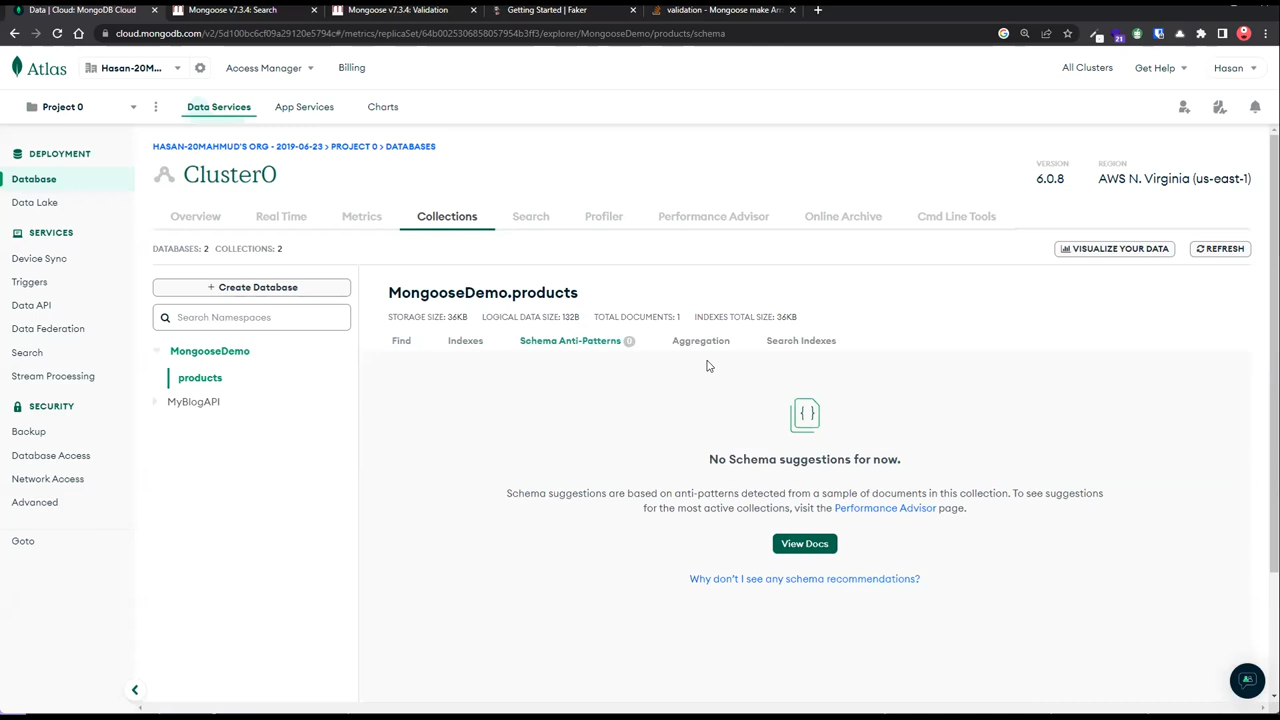 Data | Cloud: MongoDB Cloud
Mongoose v7.3.4: Search
Mongoose v7.3.4: Validation
Getting Started | Faker
validation - Mongoose make Arr
cloud.mongodb.com/v2/5d100bc6cf09a29120e5794c#/metrics/replicaSet/64b0025306858057954b3ff3/explorer/MongooseDemo/products/schema
21
Atlas
Hasan-20M...
Access Manager
Billing
All Clusters
Get Help
Hasan
Project 0
Data Services
App Services
Charts
DEPLOYMENT
Database
Data Lake
SERVICES
Device Sync
Triggers
Data API
Data Federation
Search
Stream Processing
SECURITY
Backup
Database Access
Network Access
Advanced
Goto
HASAN-20MAHMUD'S ORG - 2019-06-23 > PROJECT 0 > DATABASES
Cluster0
VERSION
6.0.8
REGION
AWS N. Virginia (us-east-1)
Overview
Real Time
Metrics
Collections
Search
Profiler
Performance Advisor
Online Archive
Cmd Line Tools
DATABASES: 2 COLLECTIONS: 2
VISUALIZE YOUR DATA
REFRESH
+ Create Database
Search Namespaces
MongooseDemo
products
MyBlogAPI
MongooseDemo.products
STORAGE SIZE: 36KB LOGICAL DATA SIZE: 132B TOTAL DOCUMENTS: 1 INDEXES TOTAL SIZE: 36KB
Find
Indexes
Schema Anti-Patterns 0
Aggregation
Search Indexes
No Schema suggestions for now.
Schema suggestions are based on anti-patterns detected from a sample of documents in this collection. To see suggestions
for the most active collections, visit the Performance Advisor page.
View Docs
Why don't I see any schema recommendations?